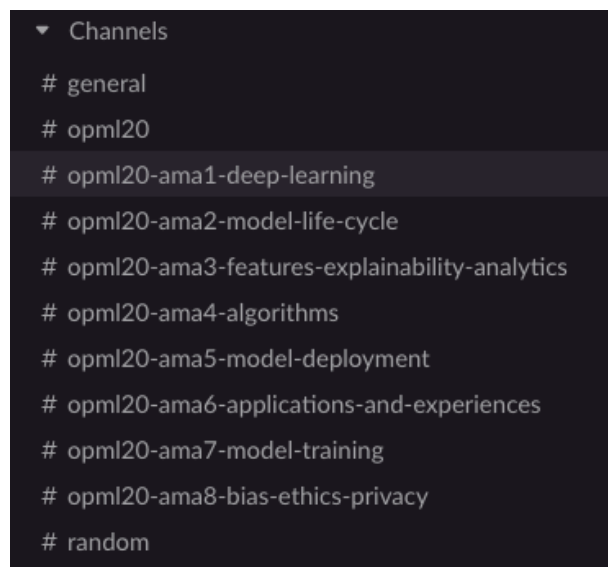 Channels
# general
# opml20
# opml20-ama1-deep-learning
# opml20-ama2-model-life-cycle
# opml20-ama3-features-explainability-analytics
# opml20-ama4-algorithms
# opml20-ama5-model-deployment
# opml20-ama6-applications-and-experiences
# opml20-ama7-model-training
# opml20-ama8-bias-ethics-privacy
# random